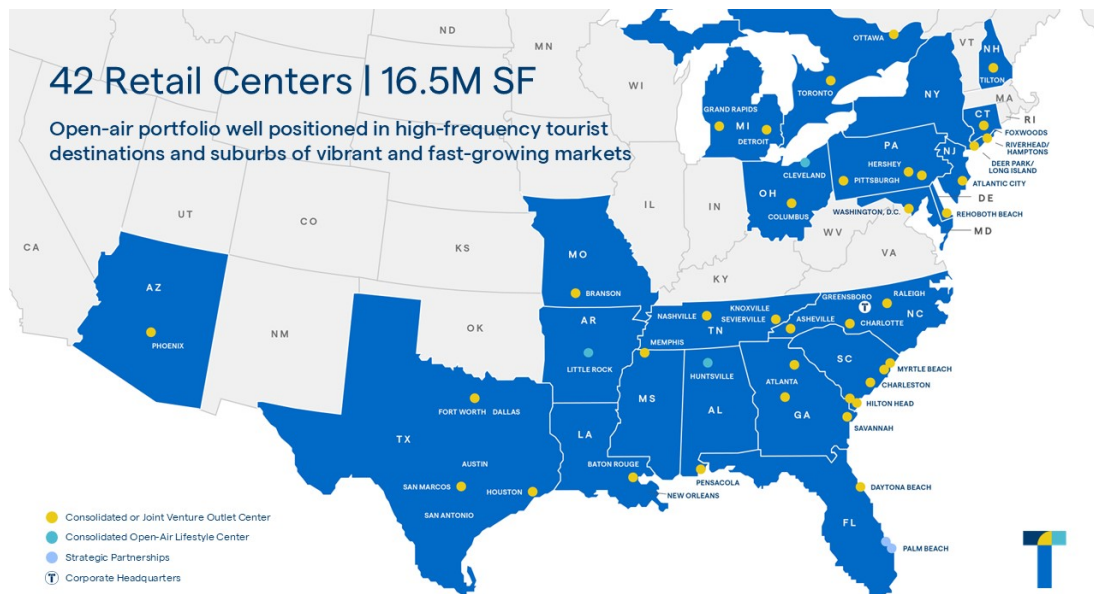 42 Retail Centers | 16.5M SF
Open-air portfolio well positioned in high-frequency tourist
destinations and suburbs of vibrant and fast-growing markets
ND
MN
WI
MI
GRAND RAPIDS
DETROIT
OTTAWA
TORONTO
VT
NH
TILTON
NY
MA
RI
CT
FOXWOODS
RIVERHEAD/
HAMPTONS
DEER PARK/
LONG ISLAND
NJ
ATLANTIC CITY
PA
HERSHEY
PITTSBURGH
CLEVELAND
OH
COLUMBUS
WASHINGTON, D.C.
DE
REHOBOTH BEACH
MD
WV
VA
IL
IN
KY
CA
UT
CO
KS
AZ
PHOENIX
NM
OK
MO
BRANSON
AR
LITTLE ROCK
NASHVILLE
KNOXVILLE
SEVIERVILLE
TN
MEMPHIS
ASHEVILLE
GREENSBORO
T
RALEIGH
NC
CHARLOTTE
SC
MYRTLE BEACH
CHARLESTON
HILTON HEAD
SAVANNAH
HUNTSVILLE
ATLANTA
MS
AL
GA
TX
FORT WORTH
DALLAS
AUSTIN
SAN MARCOS
HOUSTON
SAN ANTONIO
LA
BATON ROUGE
NEW ORLEANS
PENSACOLA
DAYTONA BEACH
FL
PALM BEACH
Consolidated or Joint Venture Outlet Center
Consolidated Open-Air Lifestyle Center
Strategic Partnerships
T Corporate Headquarters
T